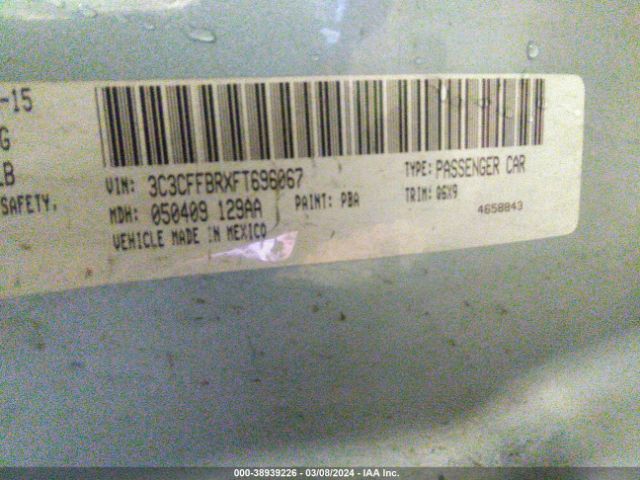 -15
G
LB
SAFETY.
VIN: 3C3CFFBRXFT696067
TYPE: PASSENGER CAR
MDH: 050409 129AA
PAINT: PBA
TRIM: Q6X9
VEHICLE MADE IN MEXICO
4658843
000-38939226 - 03/08/2024 - IAA Inc.